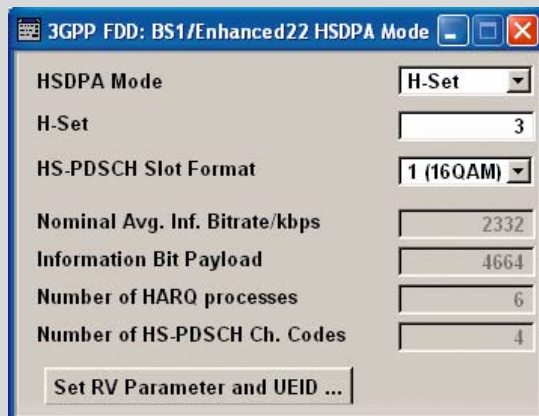 3GPP FDD: BS1/Enhanced22 HSDPA Mode
HSDPA Mode H-Set
H-Set 3
HS-PDSCH Slot Format 1 (16QAM)
Nominal Avg. Inf. Bitrate/kbps 2332
Information Bit Payload 4664
Number of HARQ processes 6
Number of HS-PDSCH Ch. Codes 4
Set RV Parameter and UEID ...